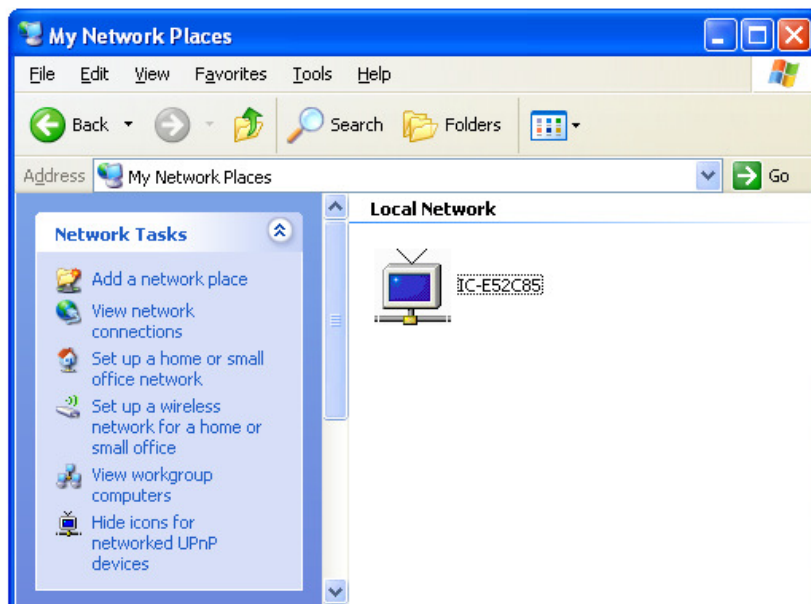 My Network Places
File Edit View Favorites Tools Help
Back Search Folders
Address My Network Places Go
Network Tasks
Add a network place
View network
connections
Set up a home or small
office network
Set up a wireless
network for a home or
small office
View workgroup
computers
Hide icons for
networked UPnP
devices
Local Network
IC-E52C85